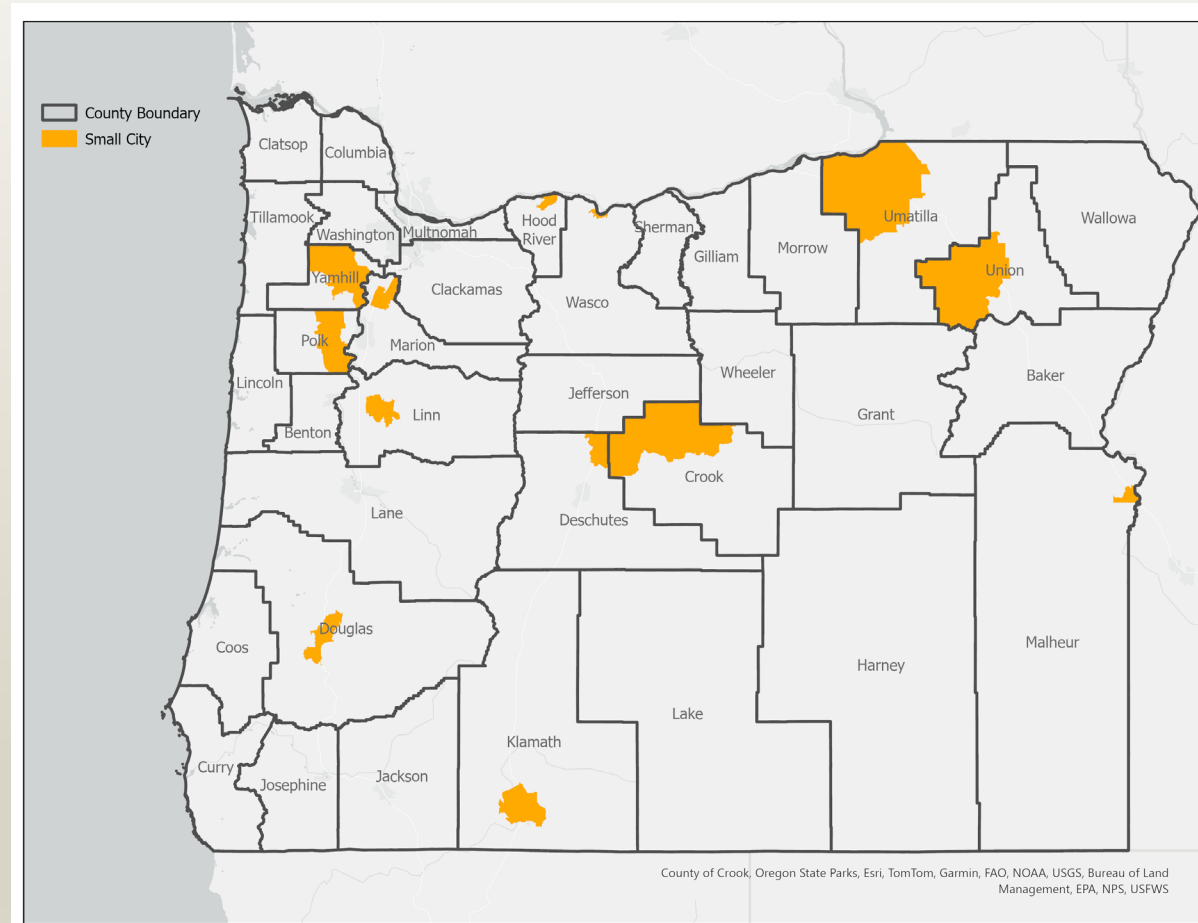 County Boundary
Small City
Clatsop
Columbia
Tillamook
Washington
Multnomah
Hood
River
Sherman
Gilliam
Morrow
Umatilla
Wallowa
Union
Yamhill
Clackamas
Wasco
Polk
Marion
Lincoln
Benton
Linn
Jefferson
Wheeler
Grant
Baker
Crook
Lane
Deschutes
Douglas
Coos
Harney
Malheur
Lake
Klamath
Curry
Josephine
Jackson
County of Crook, Oregon State Parks, Esri, TomTom, Garmin, FAO, NOAA, USGS, Bureau of Land
Management, EPA, NPS, USFWS